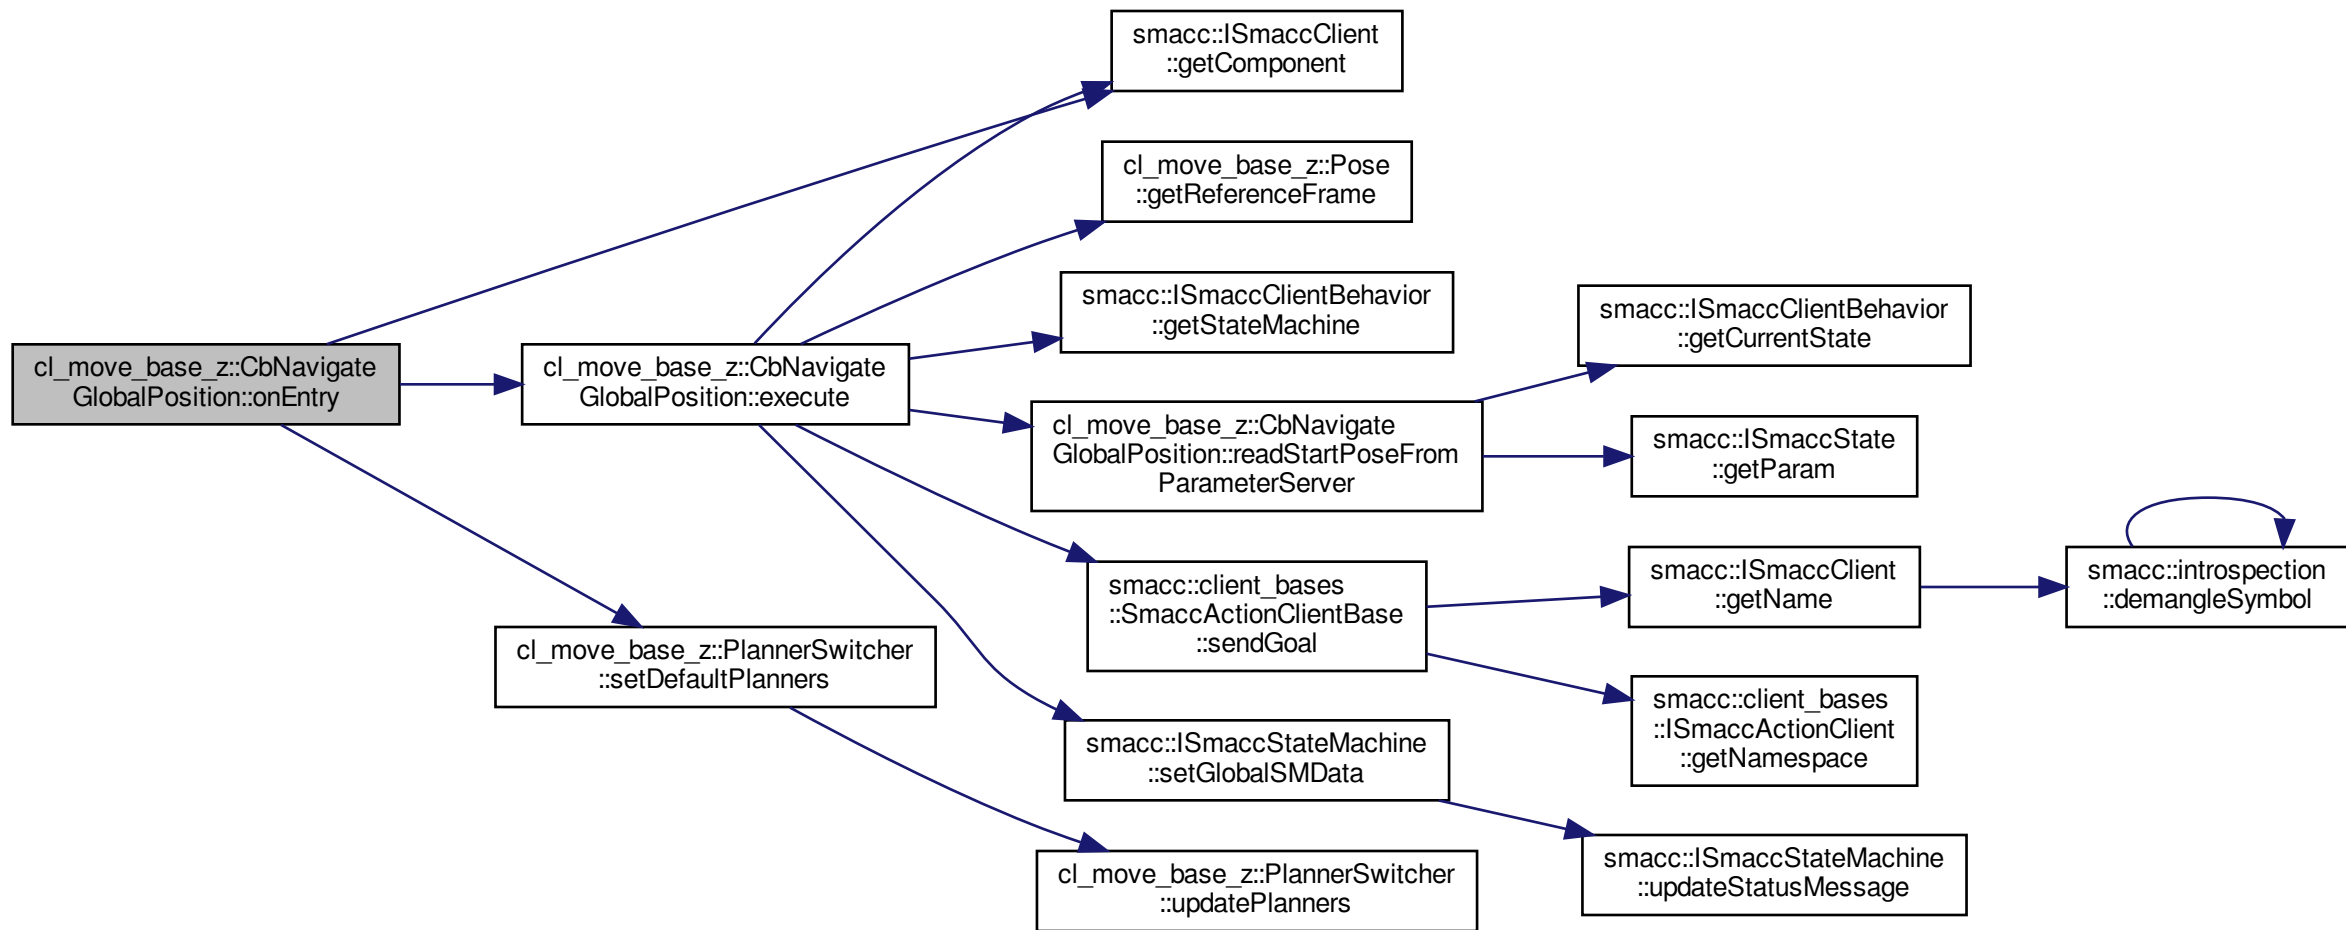 smacc::ISmaccClient
::getComponent
cl_move_base_z::Pose
::getReferenceFrame
smacc::ISmaccClientBehavior
::getStateMachine
smacc::ISmaccClientBehavior
::getCurrentState
cl_move_base_z::CbNavigate
GlobalPosition::onEntry
cl_move_base_z::CbNavigate
GlobalPosition::execute
cl_move_base_z::CbNavigate
GlobalPosition::readStartPoseFrom
ParameterServer
smacc::ISmaccState
::getParam
smacc::client_bases
::SmaccActionClientBase
::sendGoal
smacc::ISmaccClient
::getName
smacc::introspection
::demangleSymbol
cl_move_base_z::PlannerSwitcher
::setDefaultPlanners
smacc::client_bases
::ISmaccActionClient
::getNamespace
smacc::ISmaccStateMachine
::setGlobalSMData
smacc::ISmaccStateMachine
::updateStatusMessage
cl_move_base_z::PlannerSwitcher
::updatePlanners